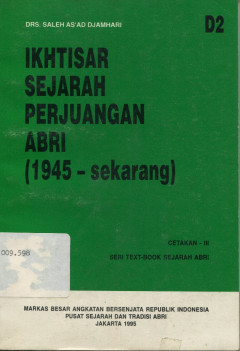 DRS. SALEH AS'AD DJAMHARI
D2
IKHTISAR
SEJARAH
PERJUANGAN
ABRI
(1945 - sekarang)
009.590
CETAKAN - III
SERI TEXT-BOOK SEJARAH ABRI
MARKAS BESAR ANGKATAN BERSENJATA REPUBLIK INDONESIA
PUSAT SEJARAH DAN TRADISI ABRI
JAKARTA 1995